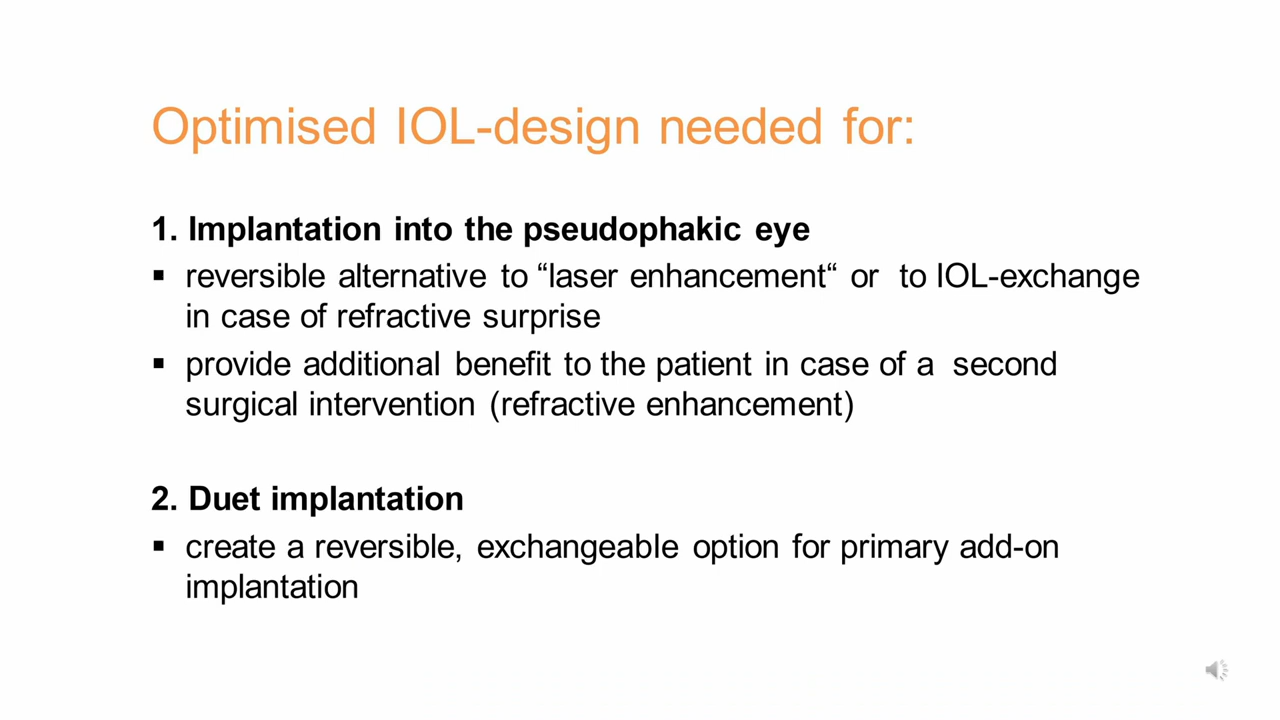 Optimised IOL-design needed for:
1. Implantation into the pseudophakic eye
▪ reversible alternative to “laser enhancement“ or  to IOL-exchange
in case of refractive surprise
▪ provide additional benefit to the patient in case of a  second
surgical intervention (refractive enhancement)
2. Duet implantation
▪ create a reversible, exchangeable option for primary add-on
implantation